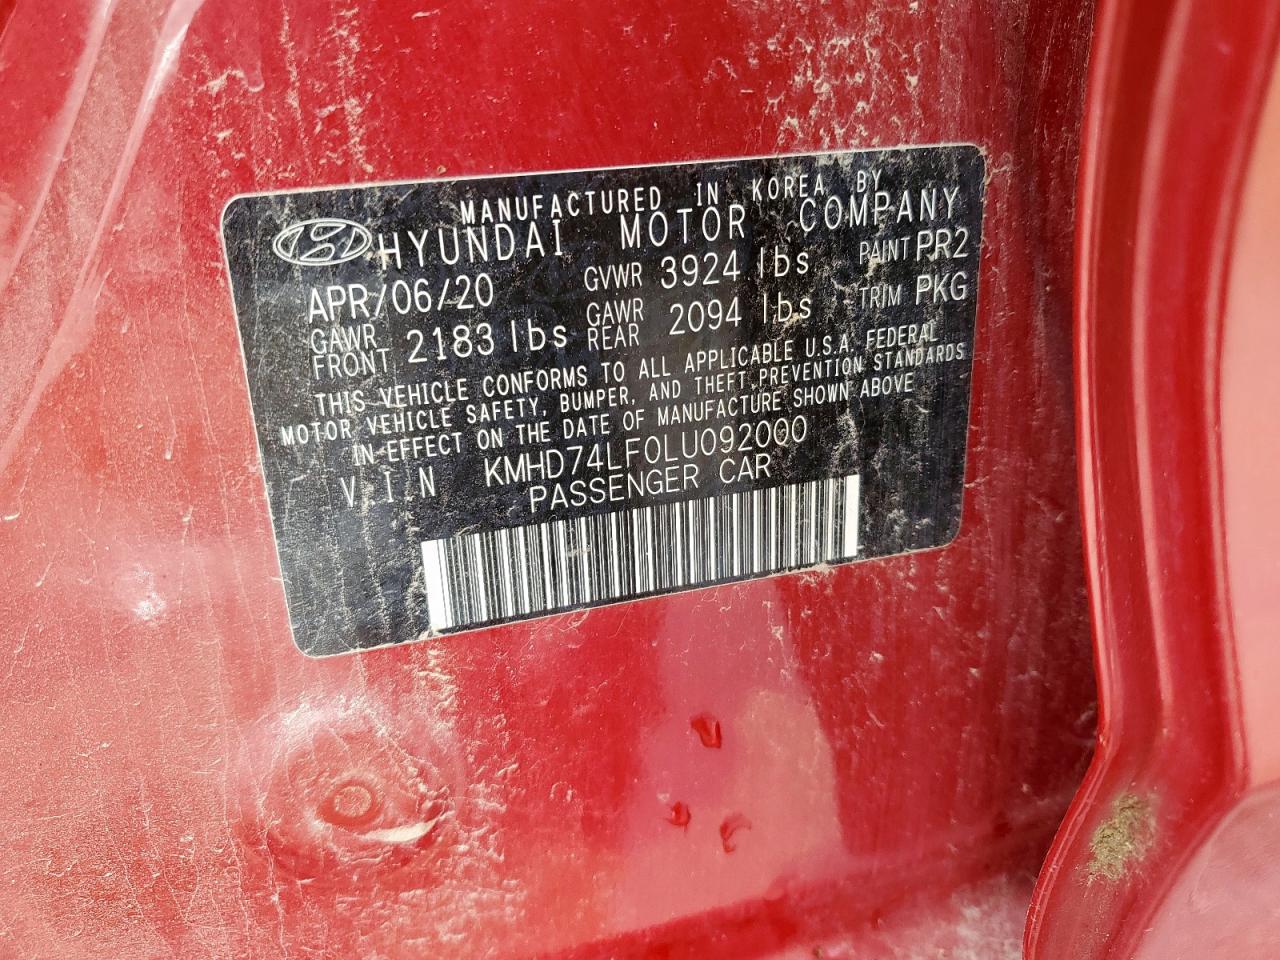 MANUFACTURED IN KOREA BY
HYUNDAI MOTOR COMPANY
APR/06/20 GVWR 3924 lbs PAINT PR2
GAWR FRONT 2183 lbs GAWR REAR 2094 lbs TRIM PKG
THIS VEHICLE CONFORMS TO ALL APPLICABLE U.S.A. FEDERAL
MOTOR VEHICLE SAFETY, BUMPER, AND THEFT PREVENTION STANDARDS
IN EFFECT ON THE DATE OF MANUFACTURE SHOWN ABOVE
V.I.N KMHD74LF0LU092000
PASSENGER CAR